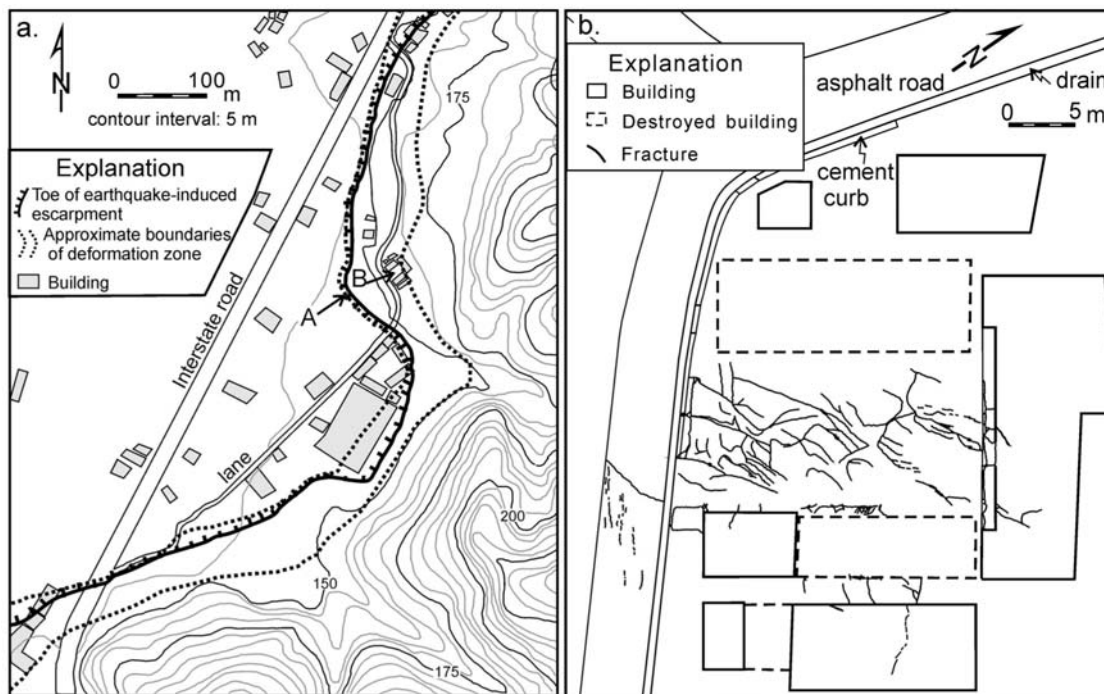 a.
N
0 100 m
contour interval: 5 m
Explanation
Toe of earthquake-induced
escarpment
Approximate boundaries
of deformation zone
Building
Interstate road
lane
A
B
175
200
150
175
b.
Explanation
Building
Destroyed building
Fracture
N
asphalt road
drain
0 5 m
cement
curb